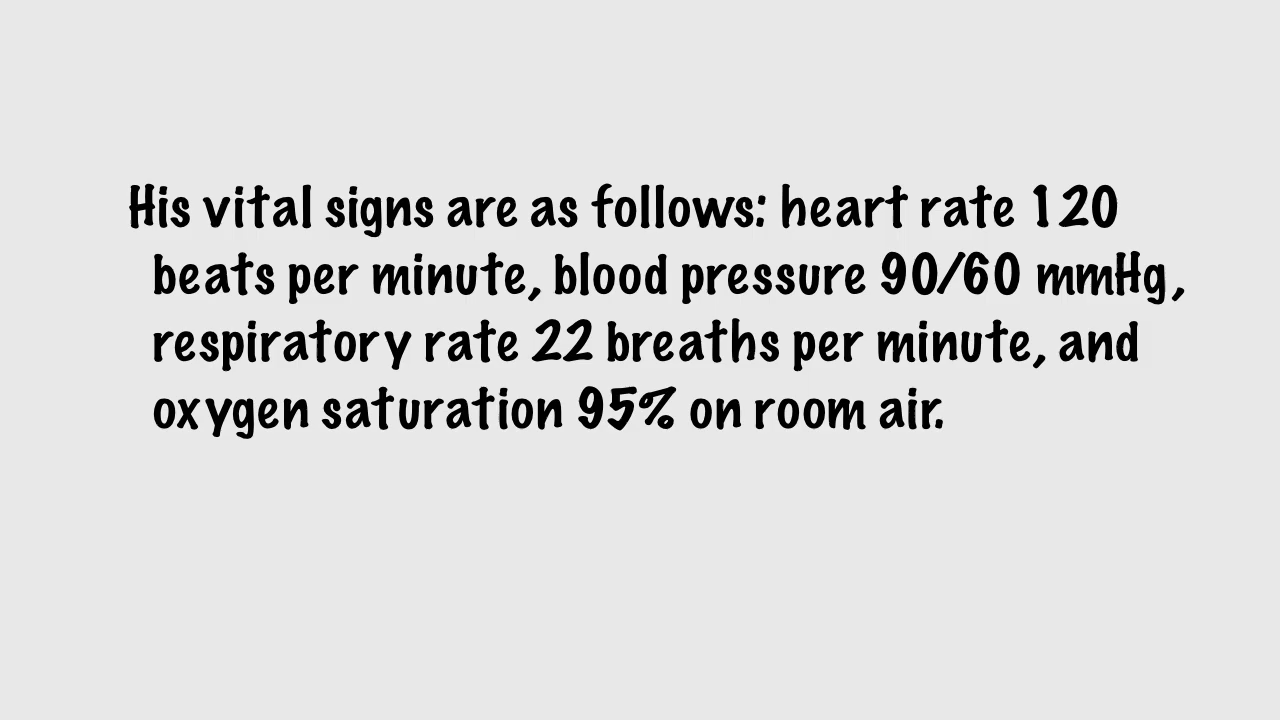 His vital signs are as follows: heart rate 120
beats per minute, blood pressure 90/60 mmHg,
respiratory rate 22 breaths per minute, and
oxygen saturation 95% on room air.